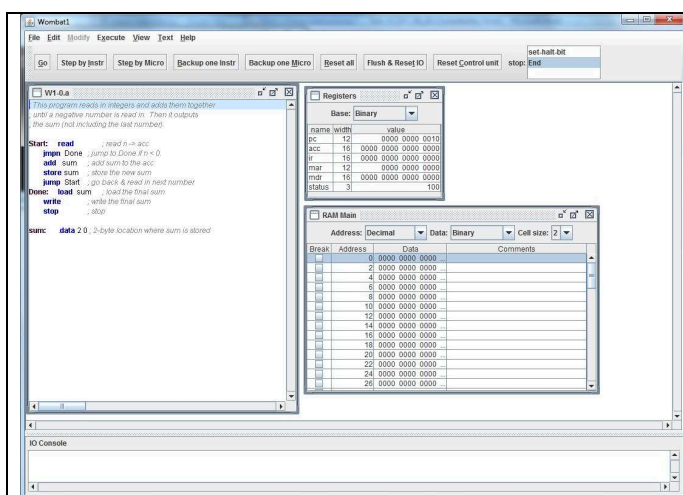 Wombat1
File Edit Modify Execute View Text Help
Go Step by Instr Step by Micro Backup one Instr Backup one Micro Reset all Flush & Reset IO Reset Control unit stop: set-halt-bit
End
W1-0.a
; This program reads in integers and adds them together
; until a negative number is read in. Then it outputs
; the sum (not including the last number).
Start: read ; read n -> acc
jmpn Done ; jump to Done if n < 0.
add sum ; add sum to the acc
store sum ; store the new sum
jump Start ; go back & read in next number
Done: load sum ; load the final sum
write ; write the final sum
stop ; stop
sum: .data 2 0 ; 2-byte location where sum is stored
Registers
Base: Binary
name width value
pc 12 0000 0000 0010
acc 16 0000 0000 0000 0000
ir 16 0000 0000 0000 0000
mar 12 0000 0000 0000
mdr 16 0000 0000 0000 0000
status 3 100
RAM Main
Address: Decimal Data: Binary Cell size: 2
Break Address Data Comments
0 0000 0000 0000 ...
2 0000 0000 0000 ...
4 0000 0000 0000 ...
6 0000 0000 0000 ...
8 0000 0000 0000 ...
10 0000 0000 0000 ...
12 0000 0000 0000 ...
14 0000 0000 0000 ...
16 0000 0000 0000 ...
18 0000 0000 0000 ...
20 0000 0000 0000 ...
22 0000 0000 0000 ...
24 0000 0000 0000 ...
26 0000 0000 0000 ...
IO Console